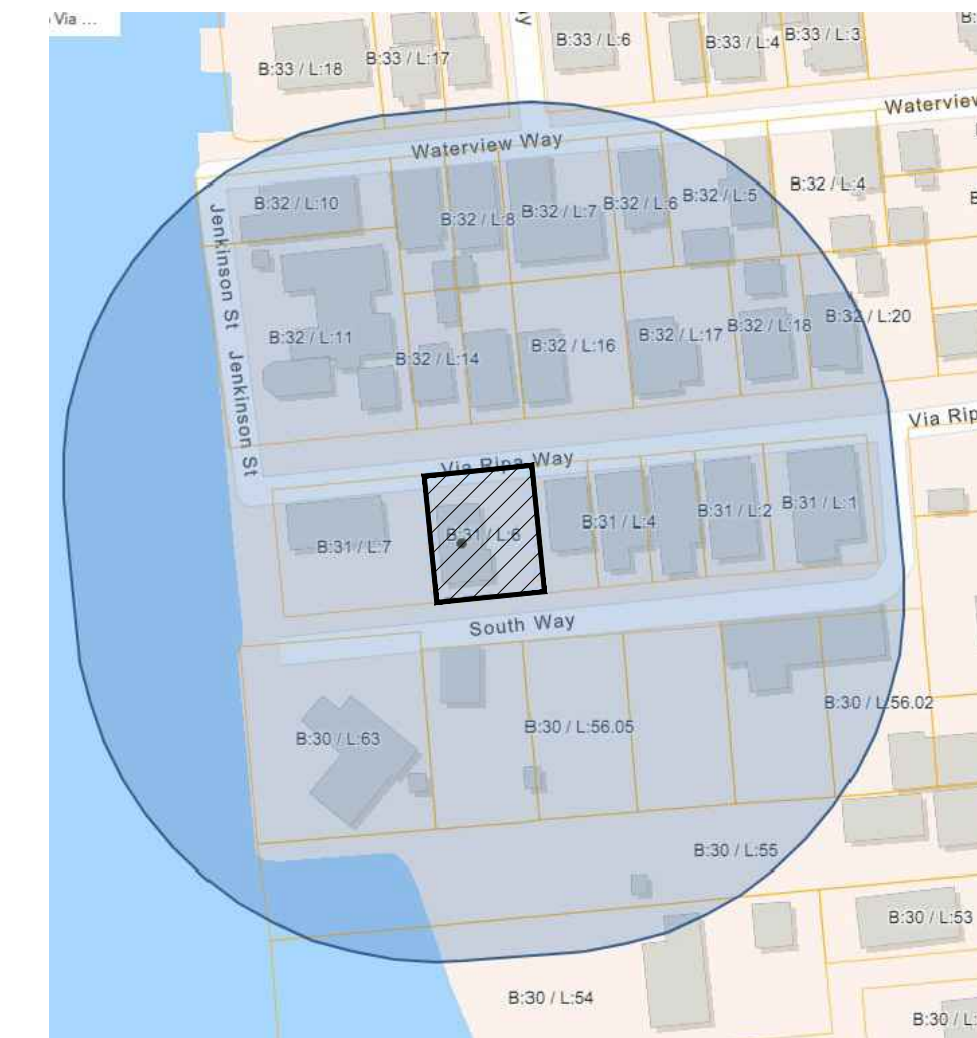 Via ...
B:33 / L:6
B:33 / L:4
B:33 / L:3
B:33 / L:17
B:33 / L:18
Waterview
Waterview Way
B:32 / L:10
B:32 / L:8
B:32 / L:7
B:32 / L:6
B:32 / L:5
B:32 / L:4
Jenkinson St
B:32 / L:11
B:32 / L:14
B:32 / L:16
B:32 / L:17
B:32 / L:18
B:32 / L:20
Jenkinson St
Via Rip
Via Ripa Way
B:31 / L:7
B:31 / L:6
B:31 / L:4
B:31 / L:2
B:31 / L:1
South Way
B:30 / L:63
B:30 / L:56.05
B:30 / L:56.02
B:30 / L:55
B:30 / L:53
B:30 / L:54
B:30 / L: